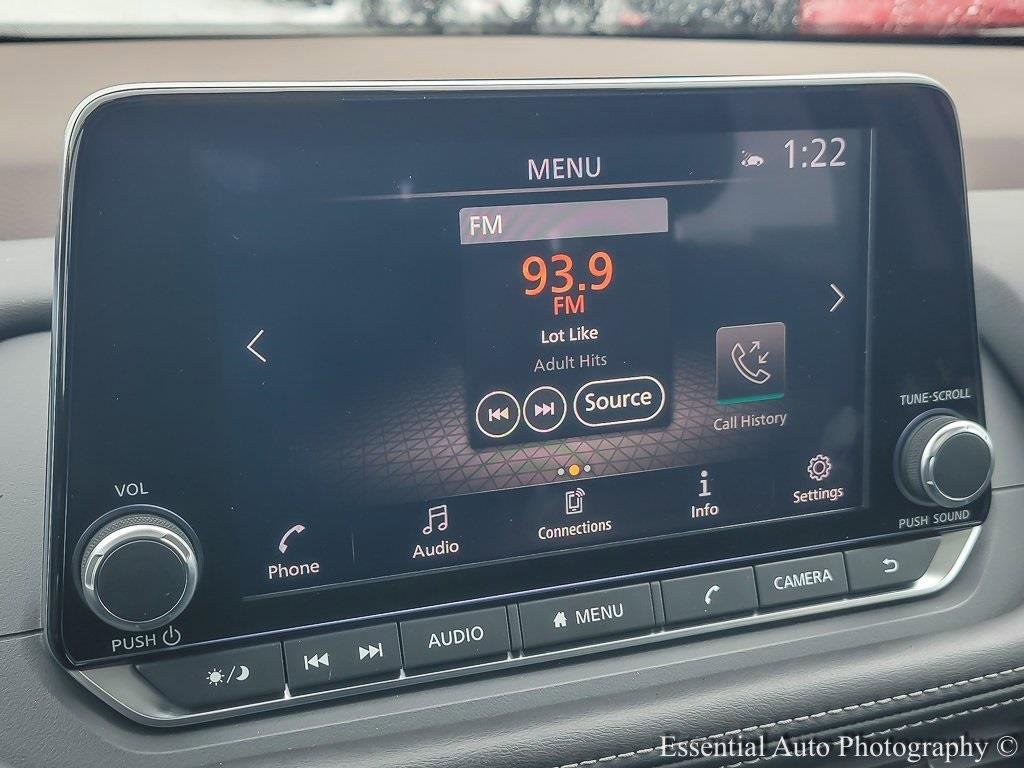 MENU
1:22
FM
93.9
FM
Lot Like
Adult Hits
Source
Call History
TUNE·SCROLL
VOL
Phone
Audio
Connections
Info
Settings
PUSH SOUND
PUSH
AUDIO
MENU
CAMERA
Essential Auto Photography ©